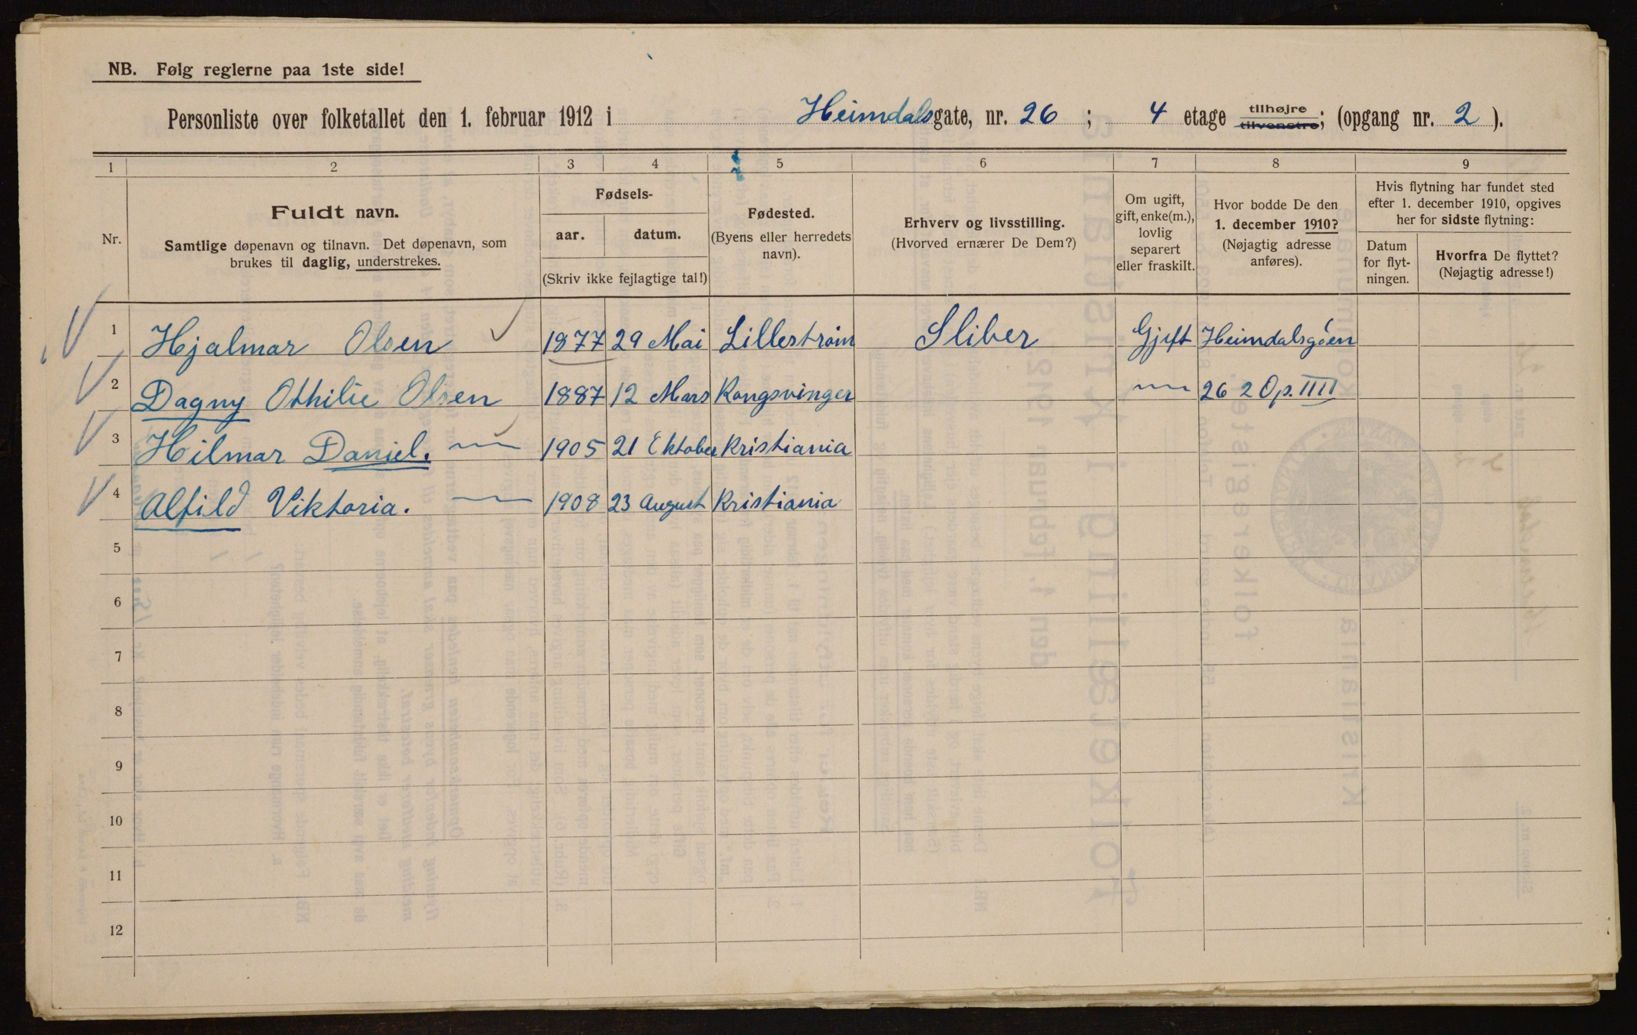 NB. Følg reglerne paa 1ste side!
Personliste over folketallet den 1. februar 1912 i Heimdalsgate, nr. 26 ; 4 etage tilhøjre tilvenstre; (opgang nr. 2 ).
1 2 3 4 5 6 7 8 9
Nr.
Fuldt navn.
Samtlige døpenavn og tilnavn. Det døpenavn, som
brukes til daglig, understrekes.
Fødsels-
aar. datum.
(Skriv ikke fejlagtige tal!)
Fødested.
(Byens eller herredets
navn).
Erhverv og livsstilling.
(Hvorved ernærer De Dem?)
Om ugift,
gift, enke(m.),
lovlig
separert
eller fraskilt.
Hvor bodde De den
1. december 1910?
(Nøjagtig adresse
anføres).
Hvis flytning har fundet sted
efter 1. december 1910, opgives
her for sidste flytning:
Datum
for flyt-
ningen.
Hvorfra De flyttet?
(Nøjagtig adresse!)
1 Hjalmar Olsen 1877 29 Mai Lillestrøm Sliber Gjift Heimdalsgden
2 Dagny Othilie Olsen 1887 12 Mars Kongsvinger 26 2 Op. IIII
3 Hilmar Daniel. 1905 21 Oktober Kristiania
4 Alfild Viktoria. 1908 23 August Kristiania
5
6
7
8
9
10
11
12